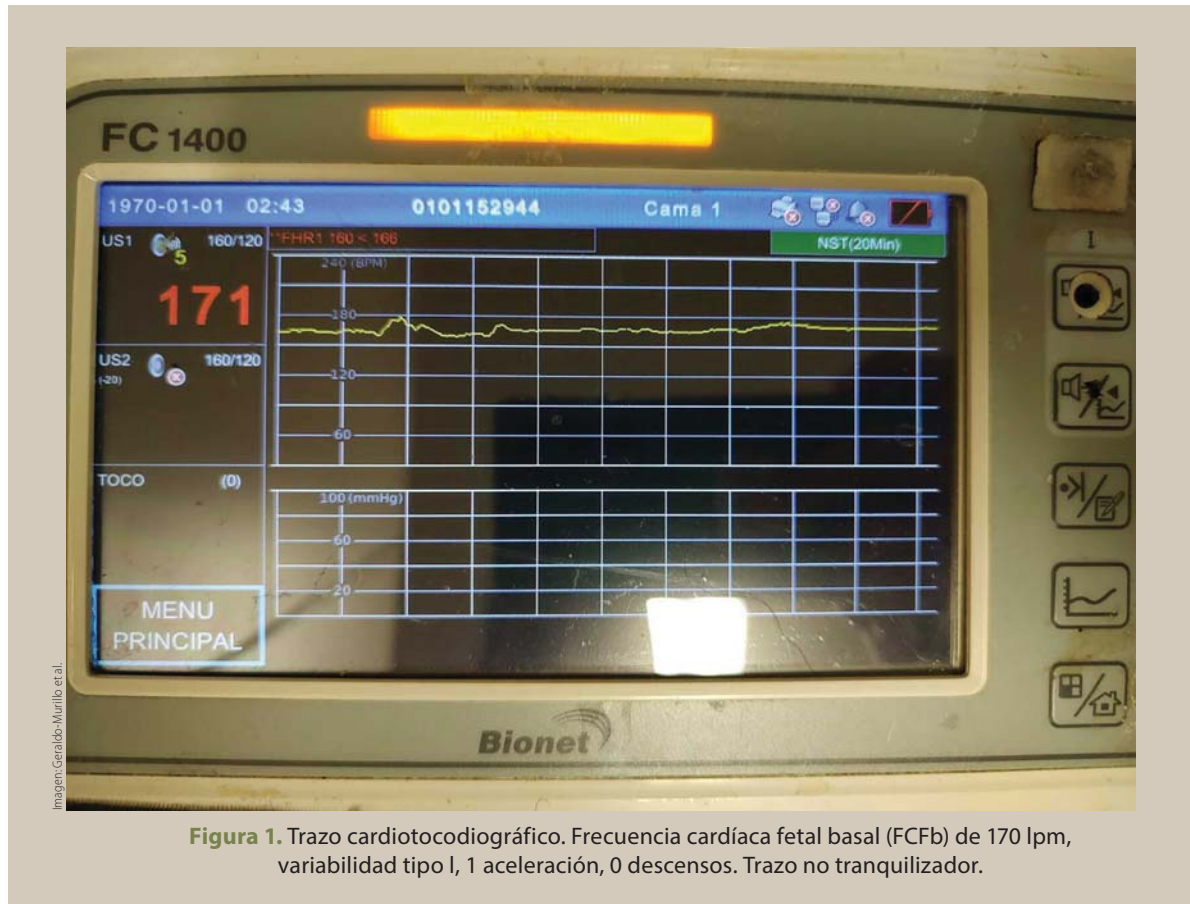 FC 1400
1970-01-01 02:43 0101152944 Cama 1
US1 160/120 **FHR1 160 < 166 NST(20Min)
5
240 (BPM)
171
180
US2 160/120
(-20)
120
60
TOCO (0)
100 (mmHg)
60
20
MENU
PRINCIPAL
Bionet
I
Imagen: Geraldo-Murillo et al.
Figura 1. Trazo cardiotocodiográfico. Frecuencia cardíaca fetal basal (FCFb) de 170 lpm,
variabilidad tipo I, 1 aceleración, 0 descensos. Trazo no tranquilizador.